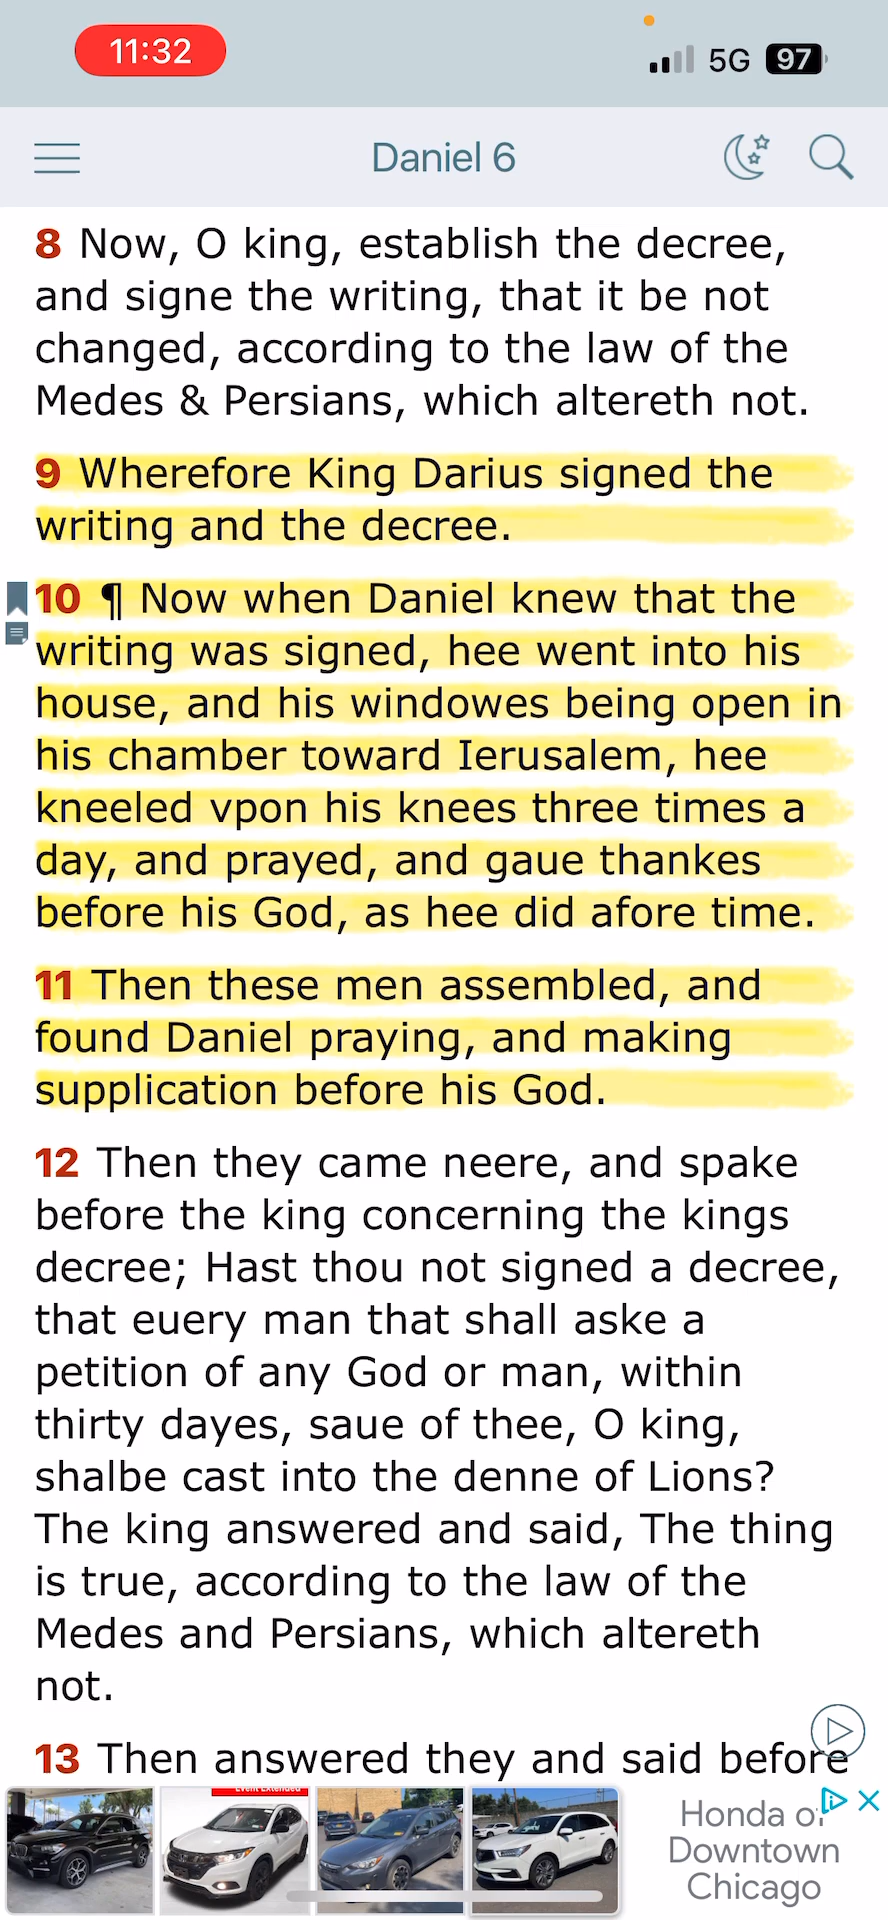 11:32
5G 97
Daniel 6
8 Now, O king, establish the decree,
and signe the writing, that it be not
changed, according to the law of the
Medes & Persians, which altereth not.
9 Wherefore King Darius signed the
writing and the decree.
10 ¶ Now when Daniel knew that the
writing was signed, hee went into his
house, and his windowes being open in
his chamber toward Ierusalem, hee
kneeled vpon his knees three times a
day, and prayed, and gaue thankes
before his God, as hee did afore time.
11 Then these men assembled, and
found Daniel praying, and making
supplication before his God.
12 Then they came neere, and spake
before the king concerning the kings
decree; Hast thou not signed a decree,
that euery man that shall aske a
petition of any God or man, within
thirty dayes, saue of thee, O king,
shalbe cast into the denne of Lions?
The king answered and said, The thing
is true, according to the law of the
Medes and Persians, which altereth
not.
13 Then answered they and said before
Event Extended
Honda of
Downtown
Chicago